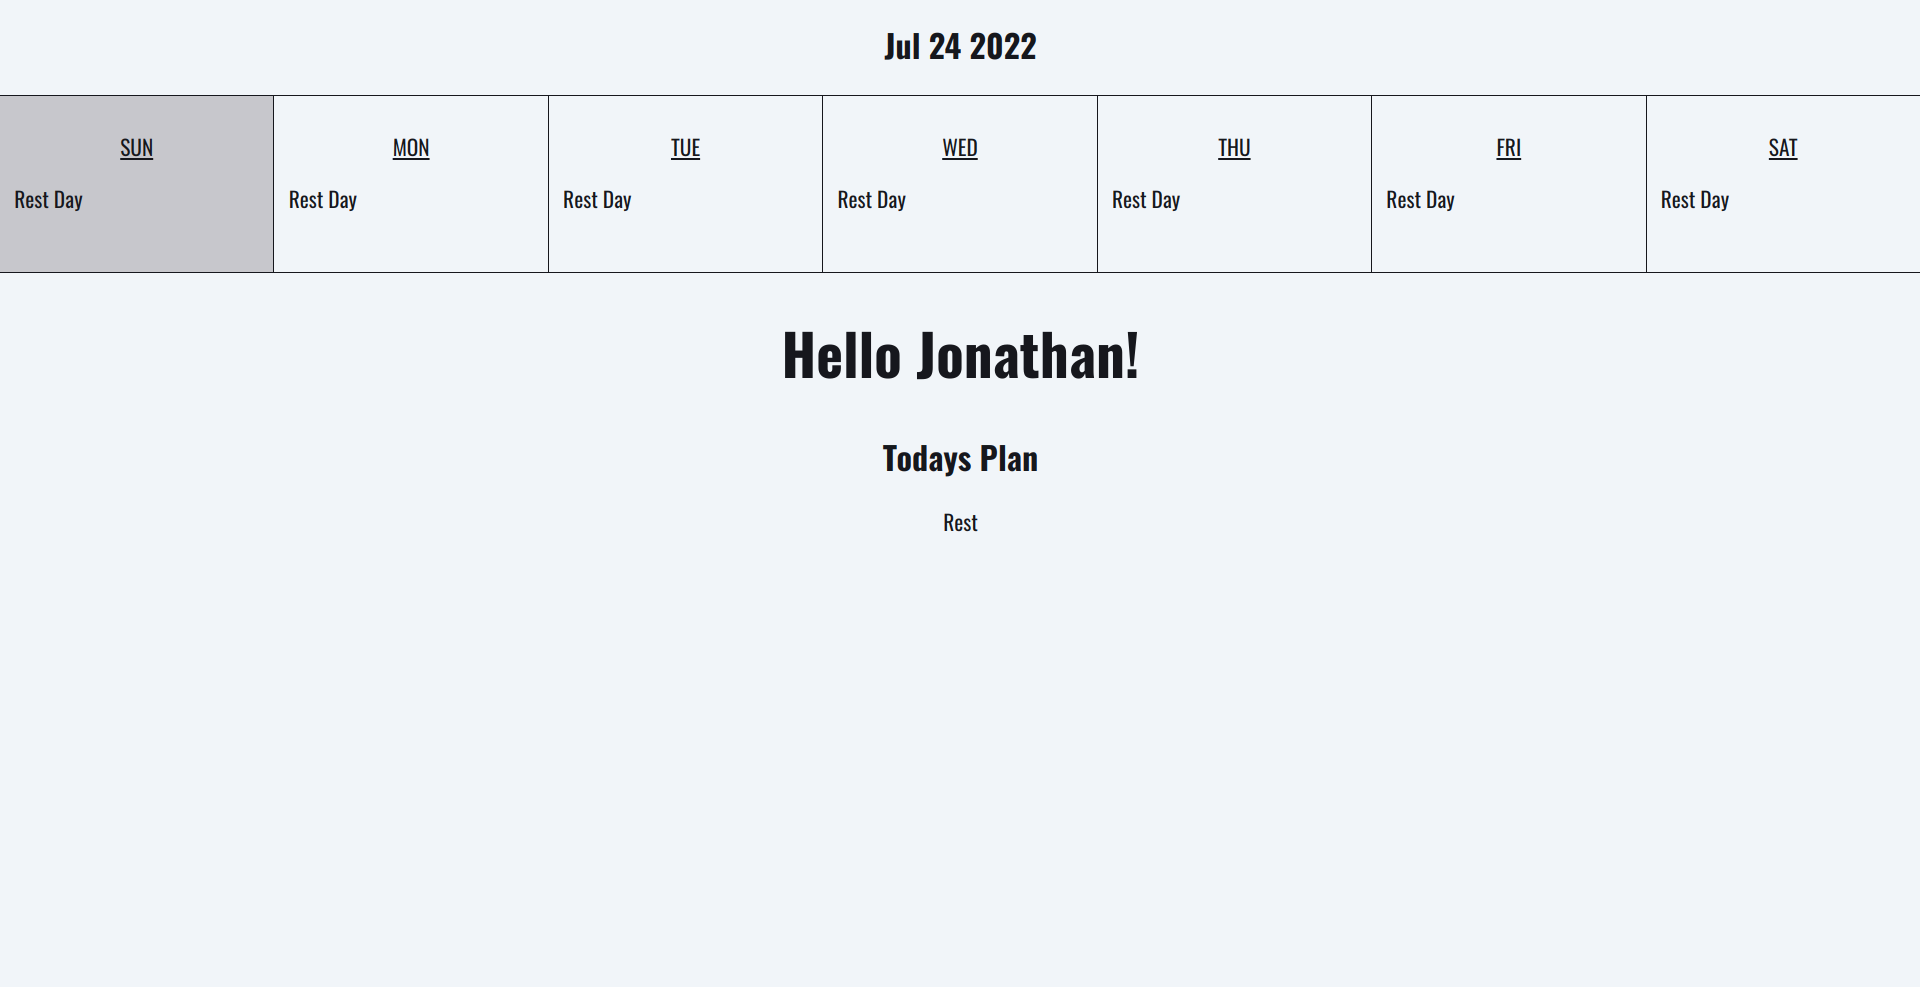 Jul 24 2022
SUN MON TUE WED THU FRI SAT
Rest Day Rest Day Rest Day Rest Day Rest Day Rest Day Rest Day
Hello Jonathan!
Todays Plan
Rest